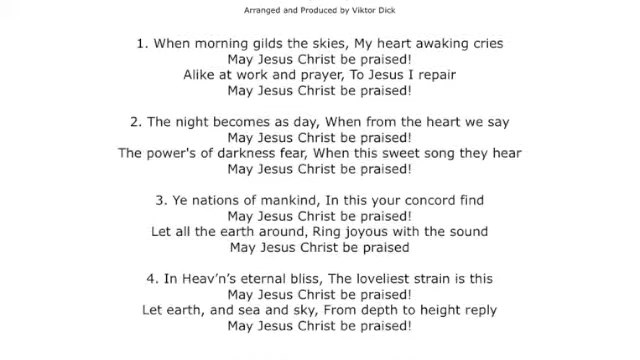 Arranged and Produced by Viktor Dick
1. When morning gilds the skies, My heart awaking cries
May Jesus Christ be praised!
Alike at work and prayer, To Jesus I repair
May Jesus Christ be praised!
2. The night becomes as day, When from the heart we say
May Jesus Christ be praised!
The power's of darkness fear, When this sweet song they hear
May Jesus Christ be praised!
3. Ye nations of mankind, In this your concord find
May Jesus Christ be praised!
Let all the earth around, Ring joyous with the sound
May Jesus Christ be praised
4. In Heav'n's eternal bliss, The loveliest strain is this
May Jesus Christ be praised!
Let earth, and sea and sky, From depth to height reply
May Jesus Christ be praised!